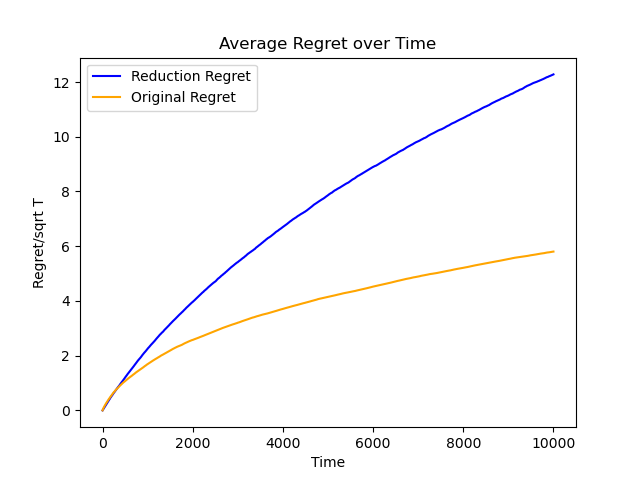 Average Regret over Time
Reduction Regret
Original Regret
Regret/sqrt T
12
10
8
6
4
2
0
0 2000 4000 6000 8000 10000
Time